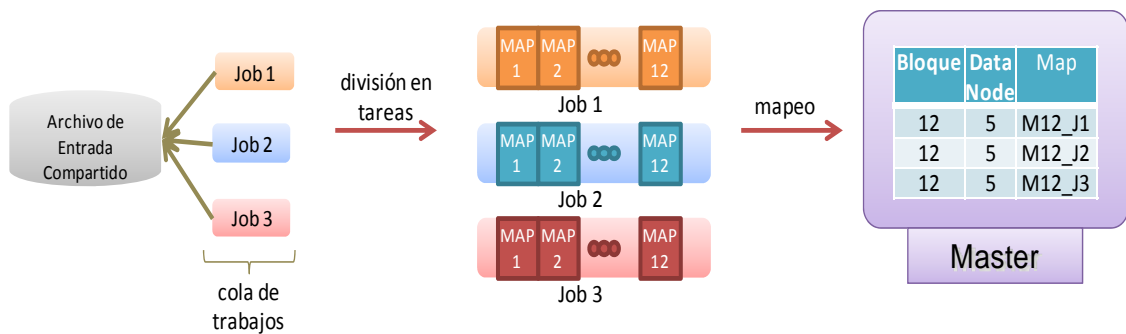 Archivo de
Entrada
Compartido
Job 1
Job 2
Job 3
cola de
trabajos
división en
tareas
MAP
1
MAP
2
MAP
12
Job 1
MAP
1
MAP
2
MAP
12
Job 2
MAP
1
MAP
2
MAP
12
Job 3
mapeo
Bloque Data Map
Node
12 5 M12_J1
12 5 M12_J2
12 5 M12_J3
Master